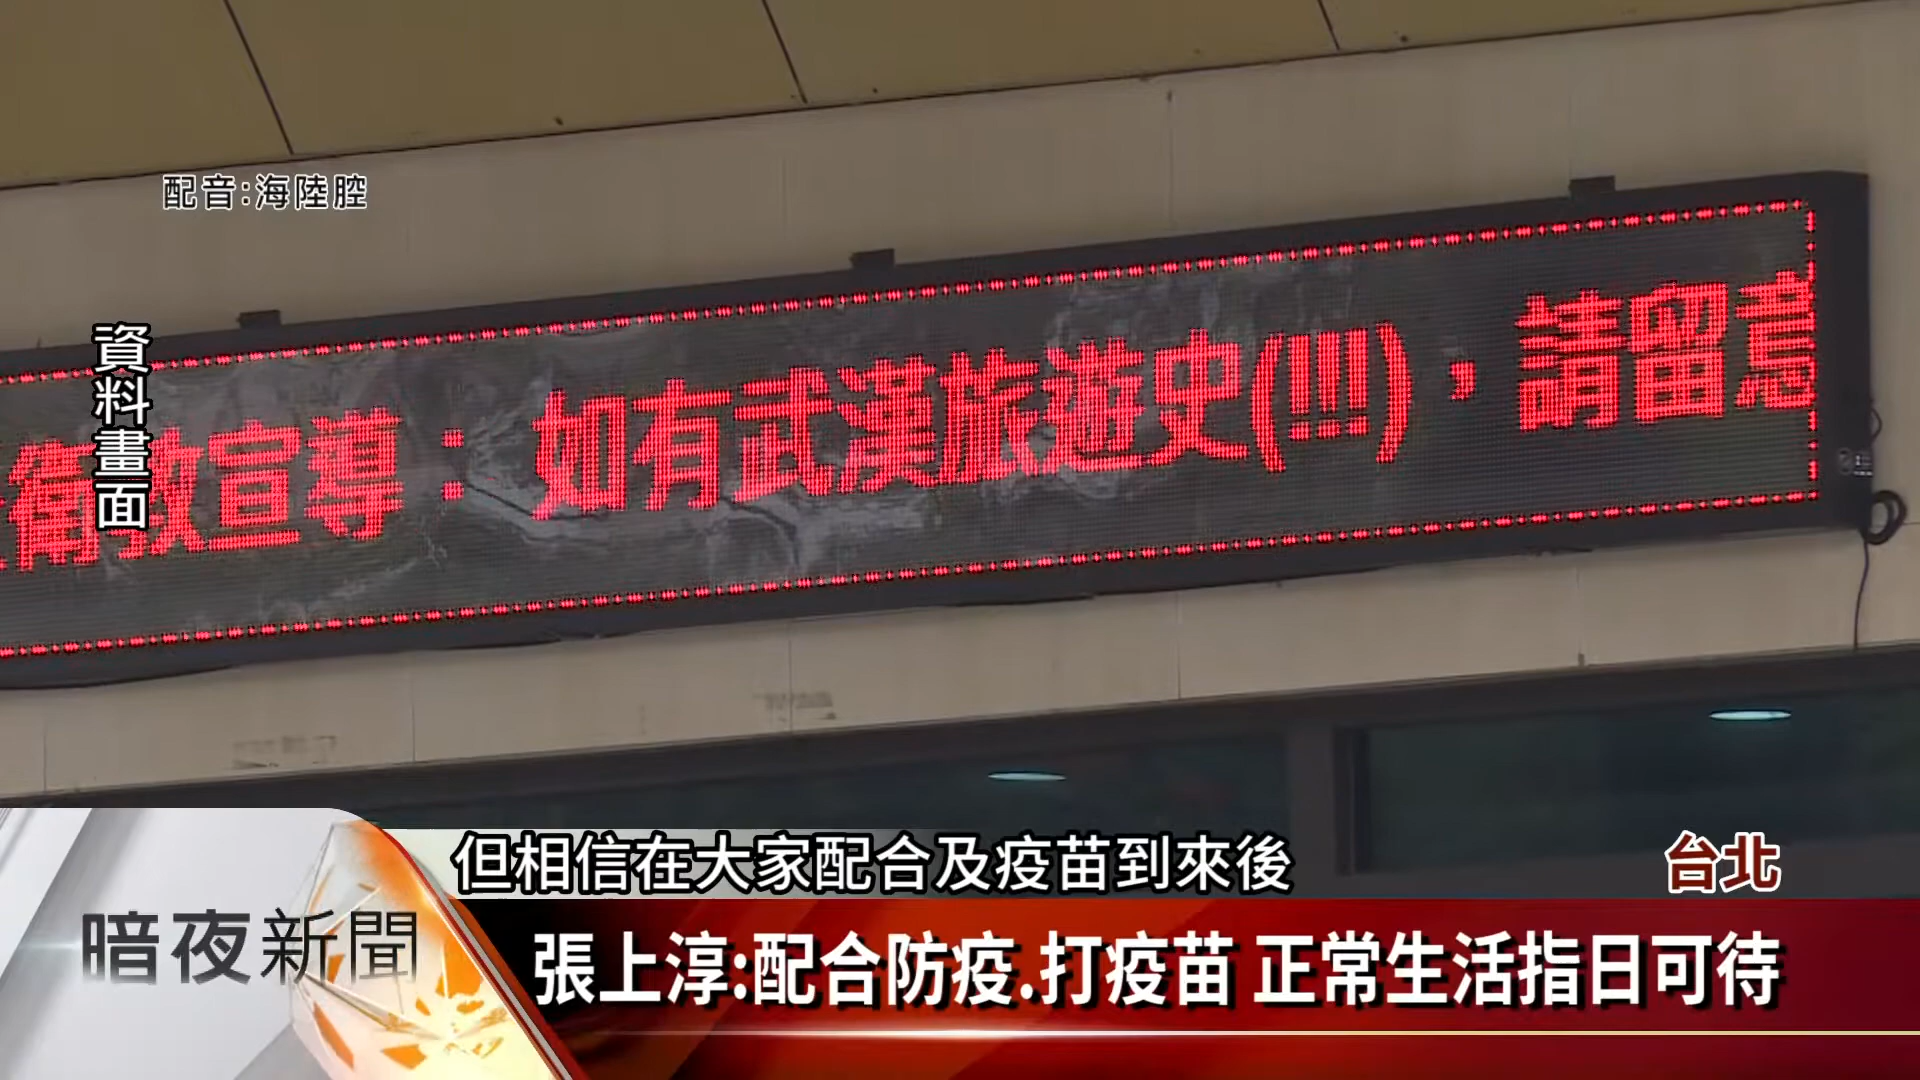 配音:海陸腔
資料畫面
衛教宣導：如有武漢旅遊史(!!!)，請留意
但相信在大家配合及疫苗到來後
台北
暗夜新聞
張上淳:配合防疫.打疫苗 正常生活指日可待